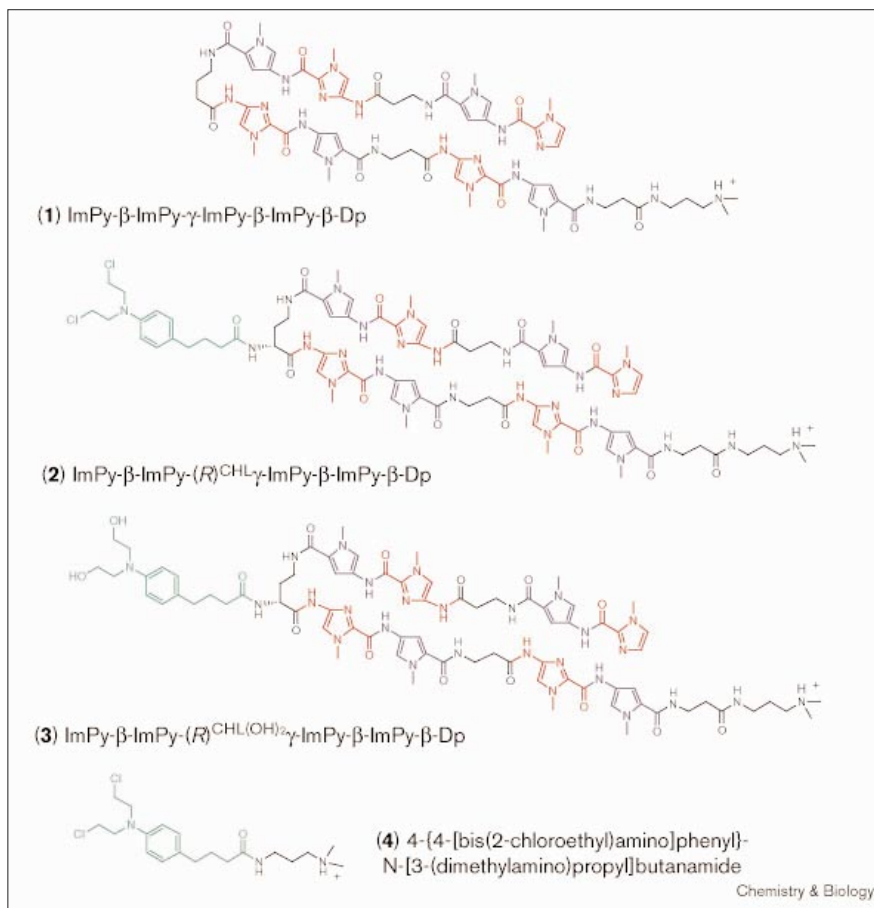 (1) ImPy-β-ImPy-γ-ImPy-β-ImPy-β-Dp
(2) ImPy-β-ImPy-(R)ᶜᴴᴸγ-ImPy-β-ImPy-β-Dp
(3) ImPy-β-ImPy-(R)ᶜᴴᴸ⁽ᴼᴴ⁾₂γ-ImPy-β-ImPy-β-Dp
(4) 4-{4-[bis(2-chloroethyl)amino]phenyl}-
N-[3-(dimethylamino)propyl]butanamide
Chemistry & Biology